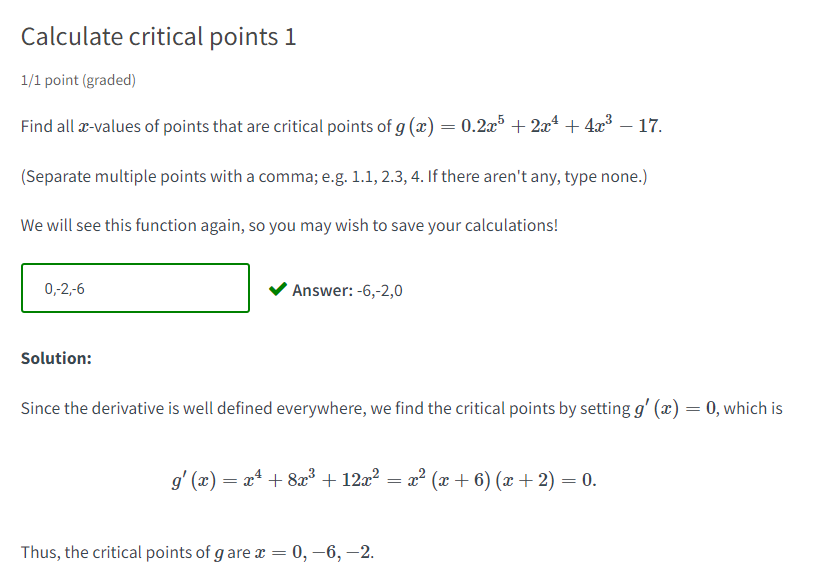 Calculate critical points 1
1/1 point (graded)
Find all x-values of points that are critical points of g (x) = 0.2x⁵ + 2x⁴ + 4x³ − 17.
(Separate multiple points with a comma; e.g. 1.1, 2.3, 4. If there aren't any, type none.)
We will see this function again, so you may wish to save your calculations!
0,-2,-6
✔ Answer: -6,-2,0
Solution:
Since the derivative is well defined everywhere, we find the critical points by setting g′ (x) = 0, which is
g′ (x) = x⁴ + 8x³ + 12x² = x² (x + 6) (x + 2) = 0.
Thus, the critical points of g are x = 0, −6, −2.